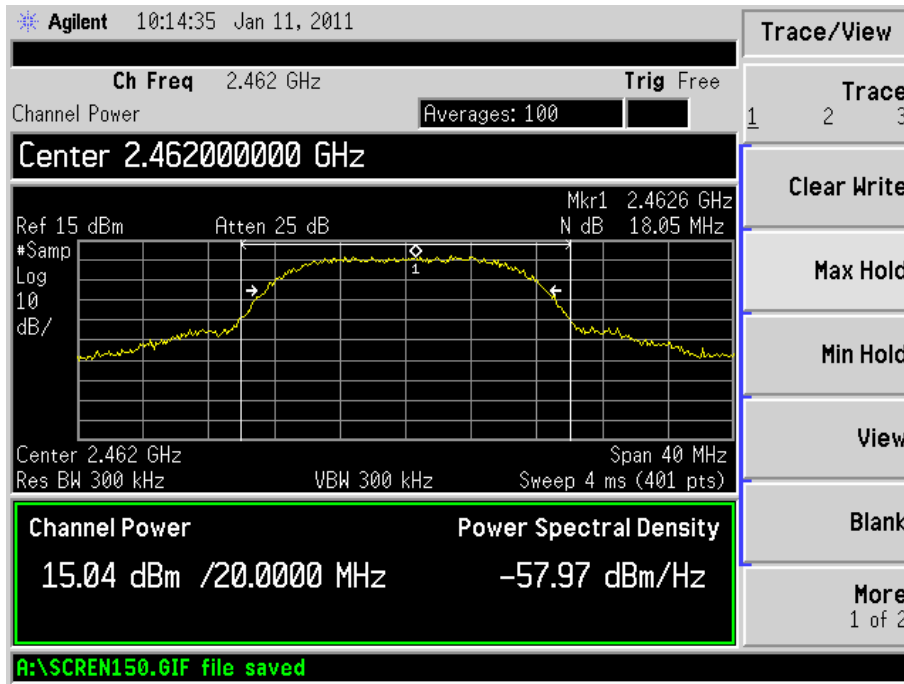 Agilent 10:14:35 Jan 11, 2011
Trace/View
Ch Freq 2.462 GHz Trig Free
Channel Power Averages: 100
Trace
1 2 3
Center 2.462000000 GHz
Clear Write
Mkr1 2.4626 GHz
Ref 15 dBm Atten 25 dB N dB 18.05 MHz
#Samp
Log
10
dB/
1
Max Hold
Min Hold
Center 2.462 GHz Span 40 MHz
Res BW 300 kHz VBW 300 kHz Sweep 4 ms (401 pts)
View
Channel Power Power Spectral Density
15.04 dBm /20.0000 MHz -57.97 dBm/Hz
Blank
More
1 of 2
A:\SCREN150.GIF file saved